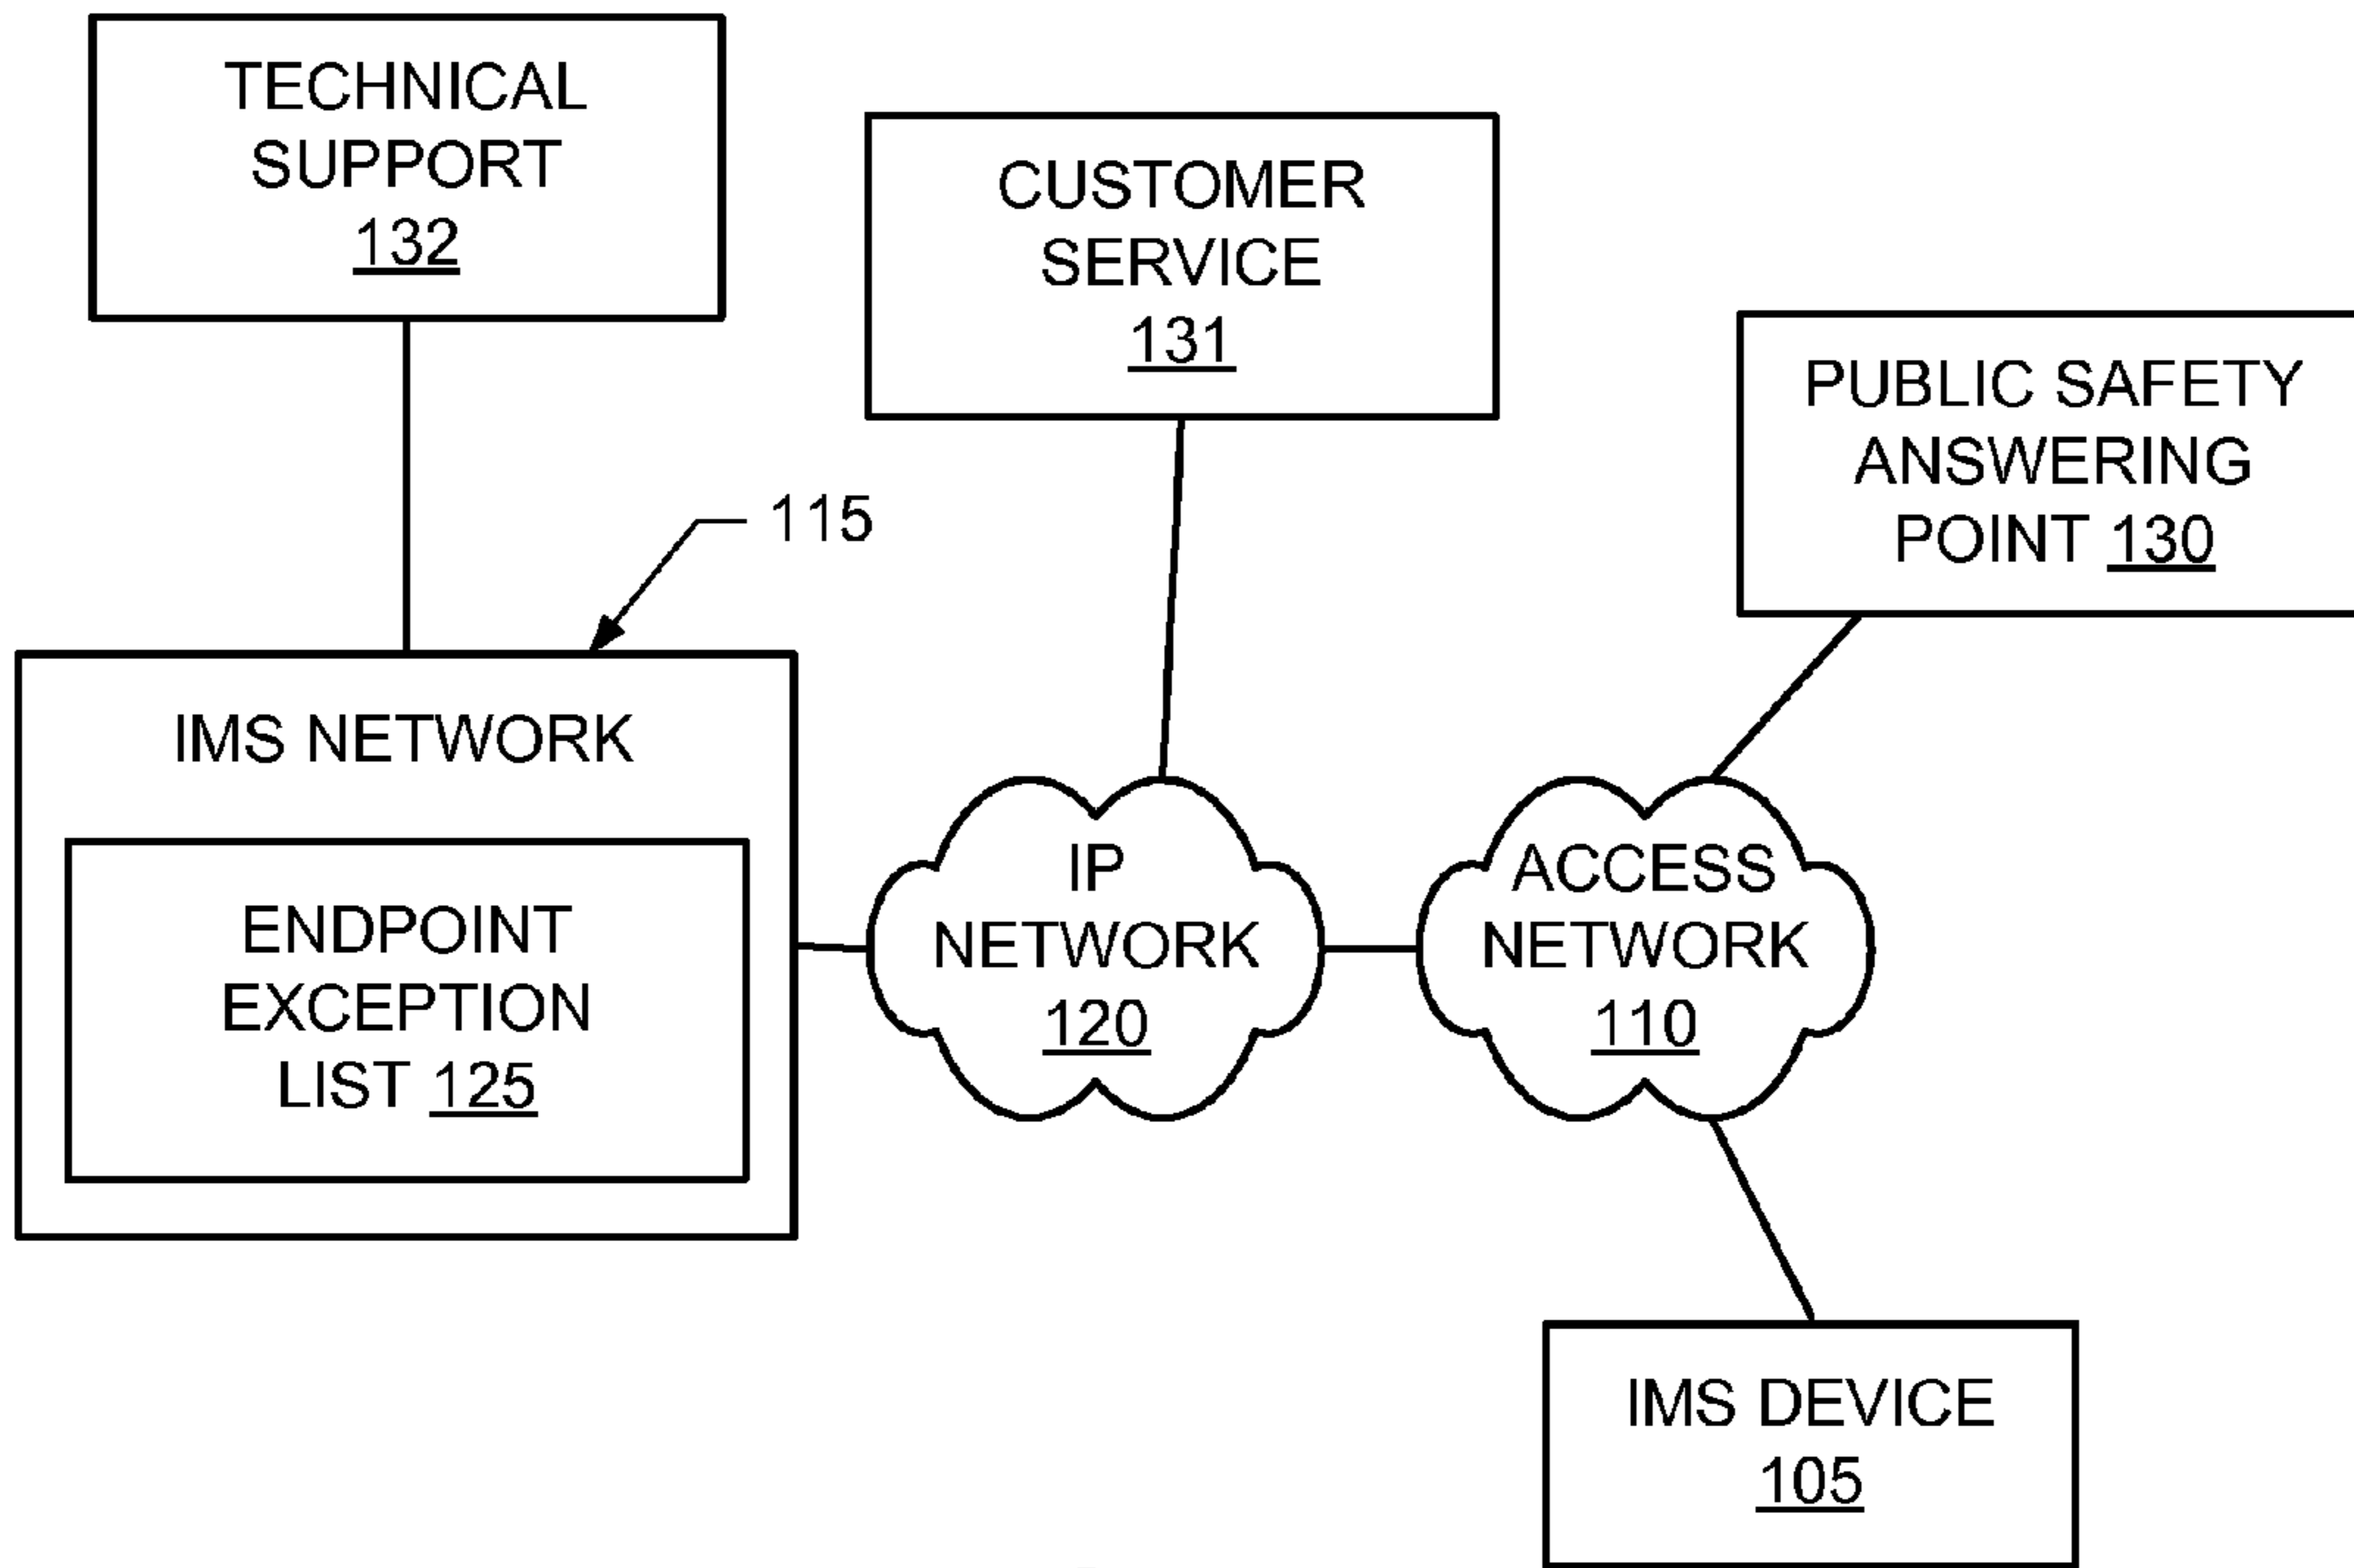 TECHNICAL
SUPPORT
132
CUSTOMER
SERVICE
131
PUBLIC SAFETY
ANSWERING
POINT 130
115
IMS NETWORK
ENDPOINT
EXCEPTION
LIST 125
IP
NETWORK
120
ACCESS
NETWORK
110
IMS DEVICE
105